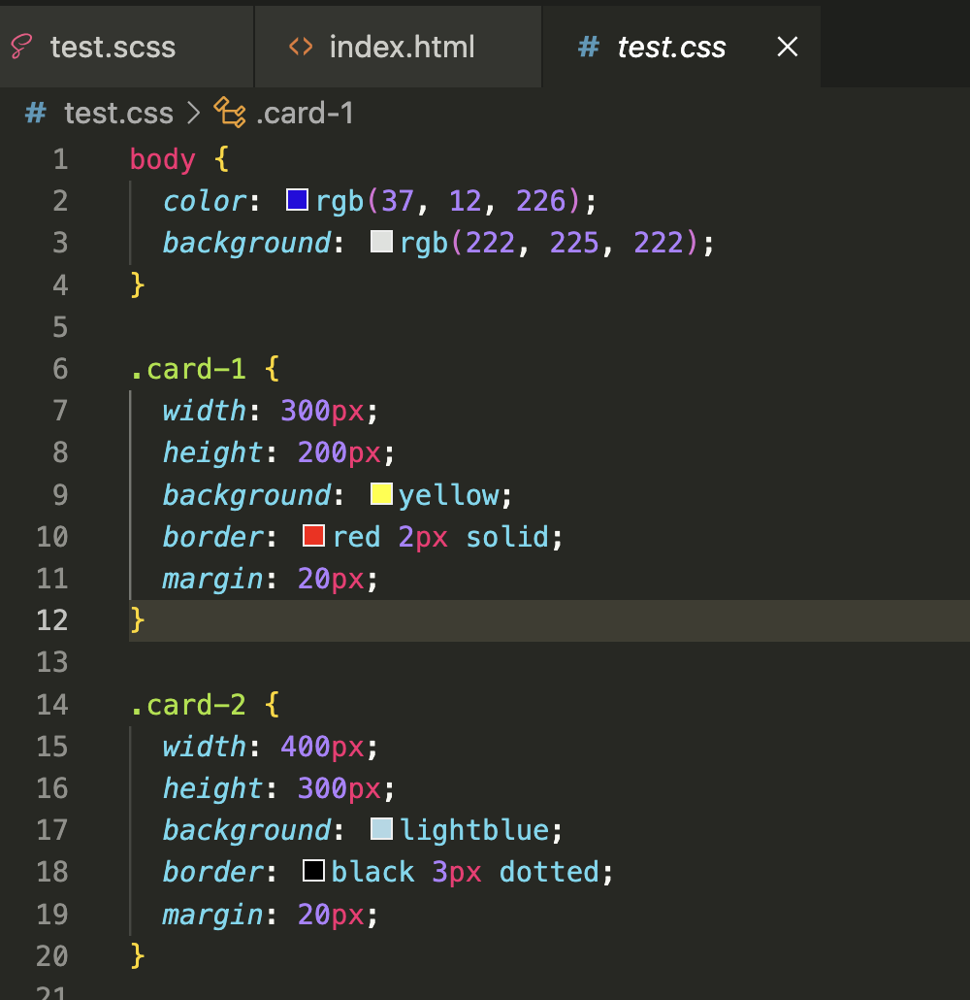 test.scss <> index.html # test.css ×
# test.css > .card-1
1 body {
2   color: rgb(37, 12, 226);
3   background: rgb(222, 225, 222);
4 }
5
6 .card-1 {
7   width: 300px;
8   height: 200px;
9   background: yellow;
10   border: red 2px solid;
11   margin: 20px;
12 }
13
14 .card-2 {
15   width: 400px;
16   height: 300px;
17   background: lightblue;
18   border: black 3px dotted;
19   margin: 20px;
20 }
21